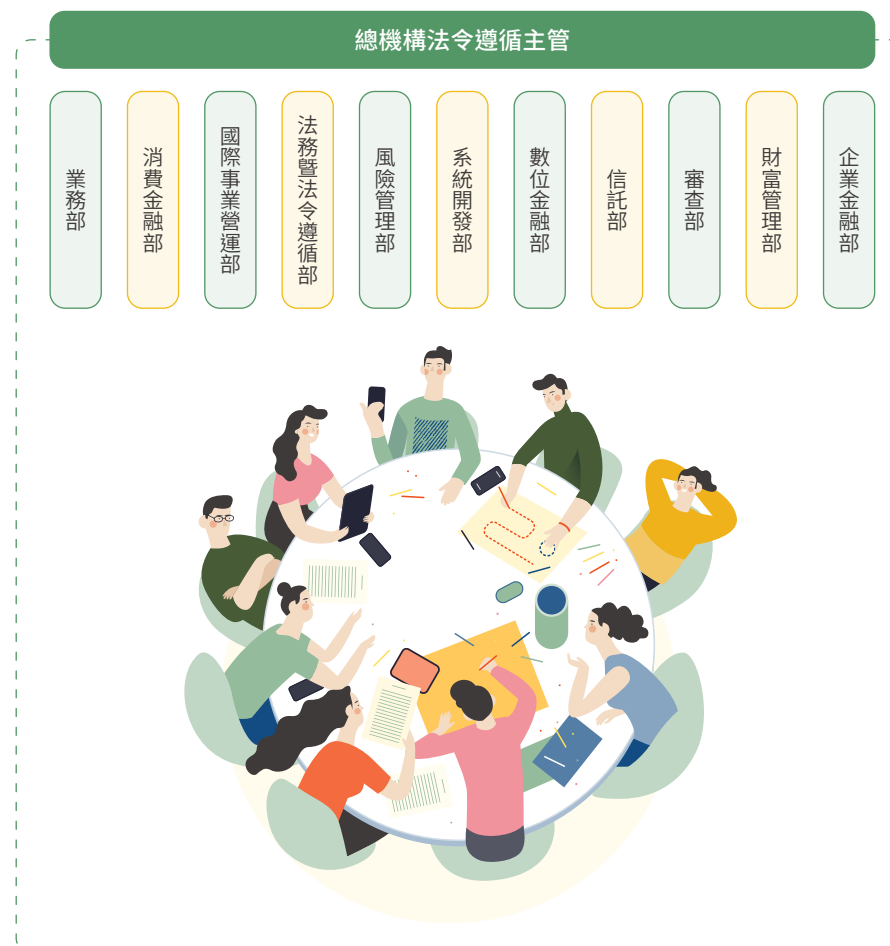 總機構法令遵循主管
業務部
消費金融部
國際事業營運部
法務暨法令遵循部
風險管理部
系統開發部
數位金融部
信託部
審查部
財富管理部
企業金融部